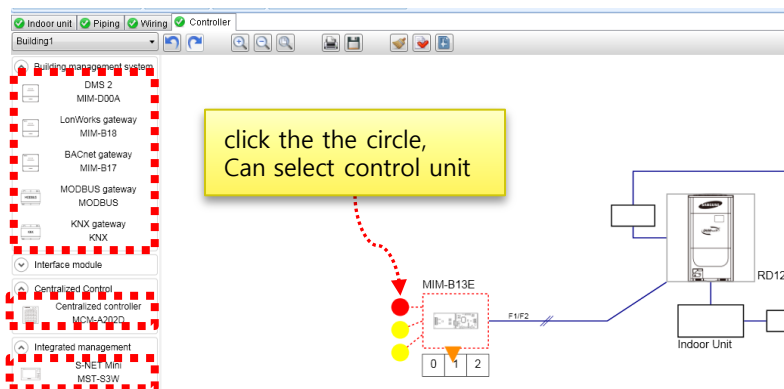 Indoor unit Piping Wiring Controller
Building1
Building management system
DMS 2
MIM-D00A
LonWorks gateway
MIM-B18
BACnet gateway
MIM-B17
MODBUS gateway
MODBUS
KNX gateway
KNX
Interface module
Centralized Control
Centralized controller
MCM-A202D
Integrated management
S-NET Mini
MST-S3W
click the the circle,
Can select control unit
MIM-B13E
F1/F2
0 1 2
SAMSUNG
RD12
Indoor Unit